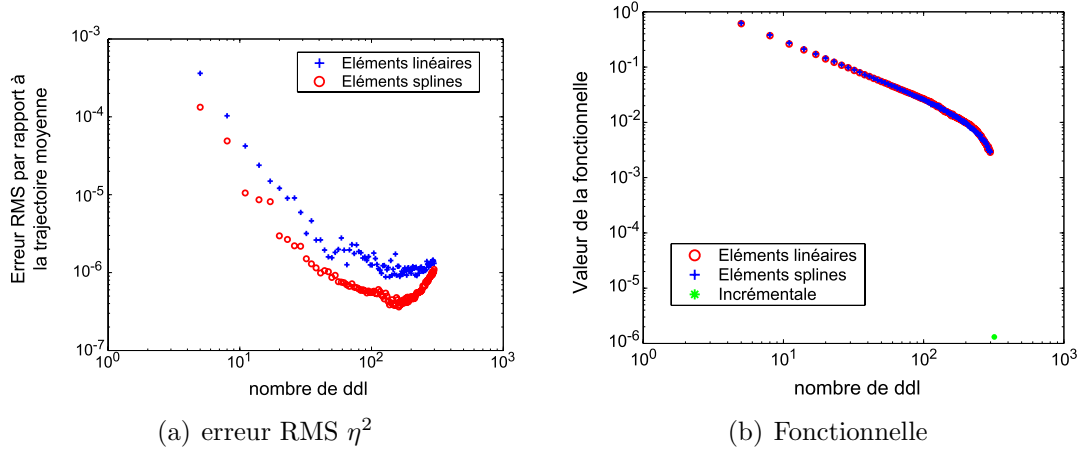 10^-3
10^-4
10^-5
10^-6
10^-7
Erreur RMS par rapport à
la trajectoire moyenne
Eléments linéaires
Eléments splines
10^0
10^1
10^2
10^3
nombre de ddl
(a) erreur RMS η^2
10^0
10^-1
10^-2
10^-3
10^-4
10^-5
10^-6
Valeur de la fonctionnelle
Eléments linéaires
Eléments splines
Incrémentale
10^0
10^1
10^2
10^3
nombre de ddl
(b) Fonctionnelle